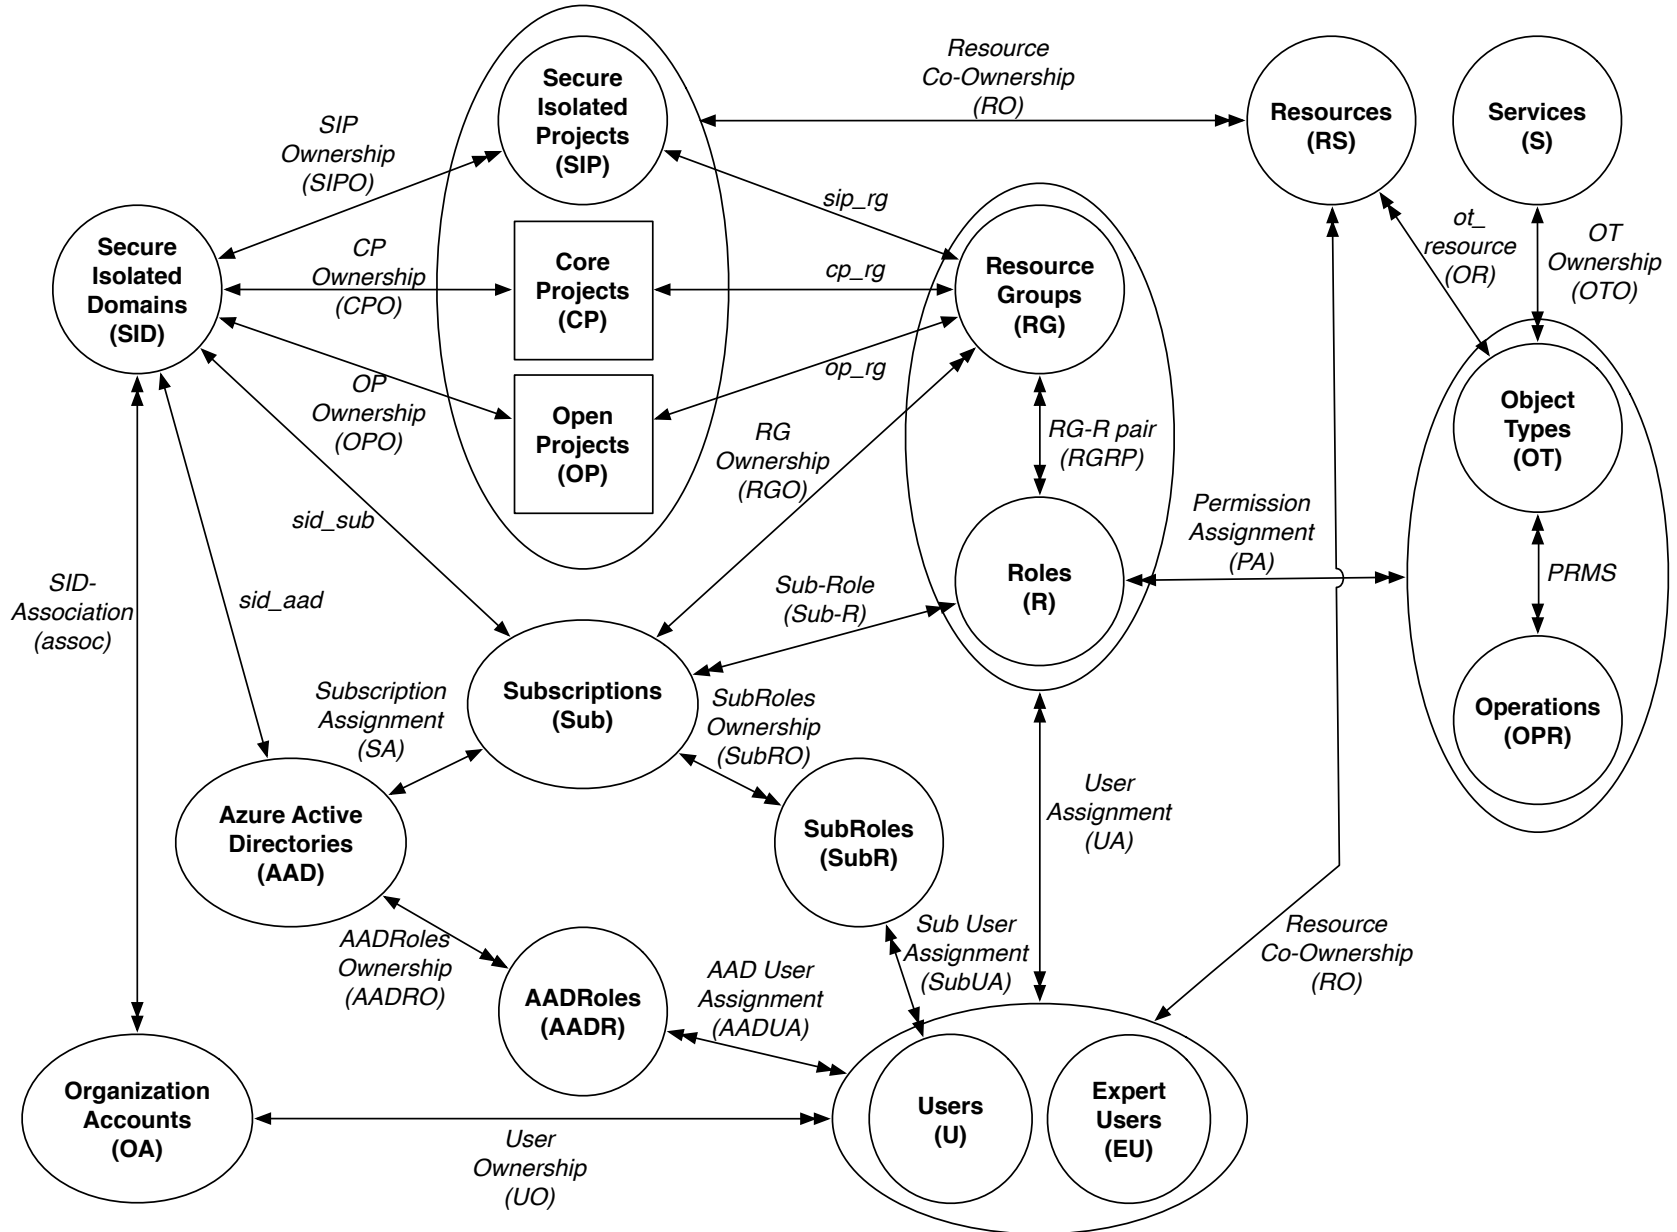 Resource
Co-Ownership
(RO)
Secure
Isolated
Projects
(SIP)
Resources
(RS)
Services
(S)
SIP
Ownership
(SIPO)
sip_rg
ot_
resource
(OR)
OT
Ownership
(OTO)
Secure
Isolated
Domains
(SID)
CP
Ownership
(CPO)
Core
Projects
(CP)
cp_rg
Resource
Groups
(RG)
OP
Ownership
(OPO)
Open
Projects
(OP)
op_rg
RG
Ownership
(RGO)
RG-R pair
(RGRP)
Object
Types
(OT)
sid_sub
Permission
Assignment
(PA)
SID-
Association
(assoc)
sid_aad
Sub-Role
(Sub-R)
Roles
(R)
PRMS
Subscription
Assignment
(SA)
Subscriptions
(Sub)
SubRoles
Ownership
(SubRO)
Operations
(OPR)
Azure Active
Directories
(AAD)
SubRoles
(SubR)
User
Assignment
(UA)
AADRoles
Ownership
(AADRO)
AADRoles
(AADR)
AAD User
Assignment
(AADUA)
Sub User
Assignment
(SubUA)
Resource
Co-Ownership
(RO)
Organization
Accounts
(OA)
User
Ownership
(UO)
Users
(U)
Expert
Users
(EU)